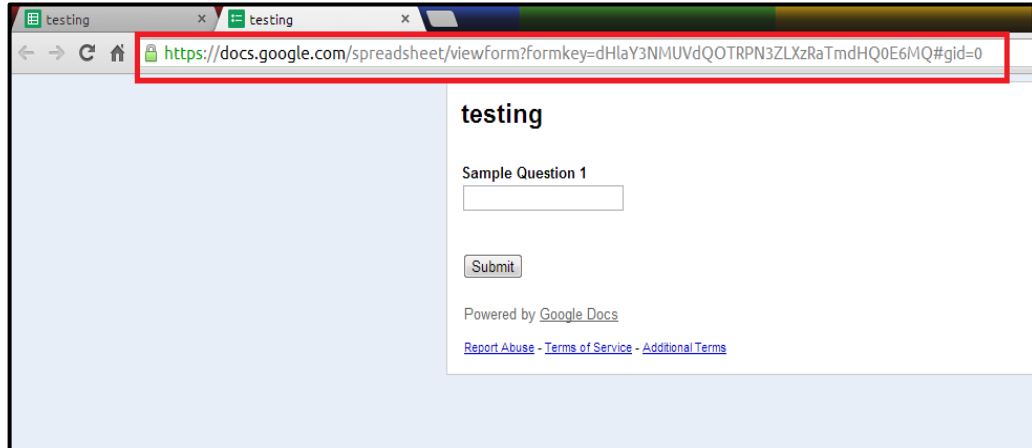 testing testing
https://docs.google.com/spreadsheet/viewform?formkey=dHlaY3NMUVdQOTRPN3ZLXzRaTmdHQ0E6MQ#gid=0
testing
Sample Question 1
Submit
Powered by Google Docs
Report Abuse - Terms of Service - Additional Terms